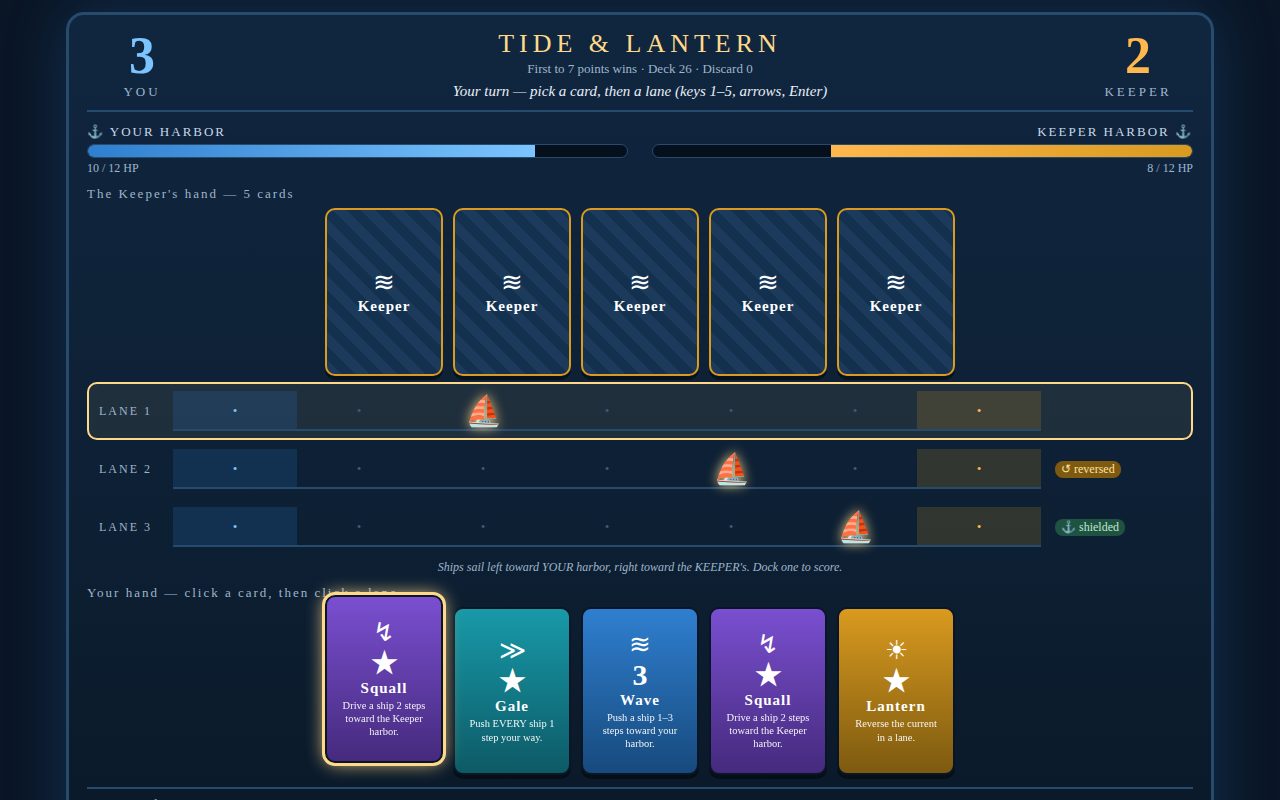 3
YOU
TIDE & LANTERN
First to 7 points wins · Deck 26 · Discard 0
Your turn — pick a card, then a lane (keys 1–5, arrows, Enter)
2
KEEPER
⚓ YOUR HARBOR
KEEPER HARBOR ⚓
10 / 12 HP
8 / 12 HP
The Keeper's hand — 5 cards
Keeper
Keeper
Keeper
Keeper
Keeper
LANE 1
LANE 2
↺ reversed
LANE 3
⚓ shielded
Ships sail left toward YOUR harbor, right toward the KEEPER's. Dock one to score.
Your hand — click a card, then click a lane
↯
★
Squall
Drive a ship 2 steps
toward the Keeper
harbor.
≫
★
Gale
Push EVERY ship 1
step your way.
≋
3
Wave
Push a ship 1–3
steps toward your
harbor.
↯
★
Squall
Drive a ship 2 steps
toward the Keeper
harbor.
☀
★
Lantern
Reverse the current
in a lane.